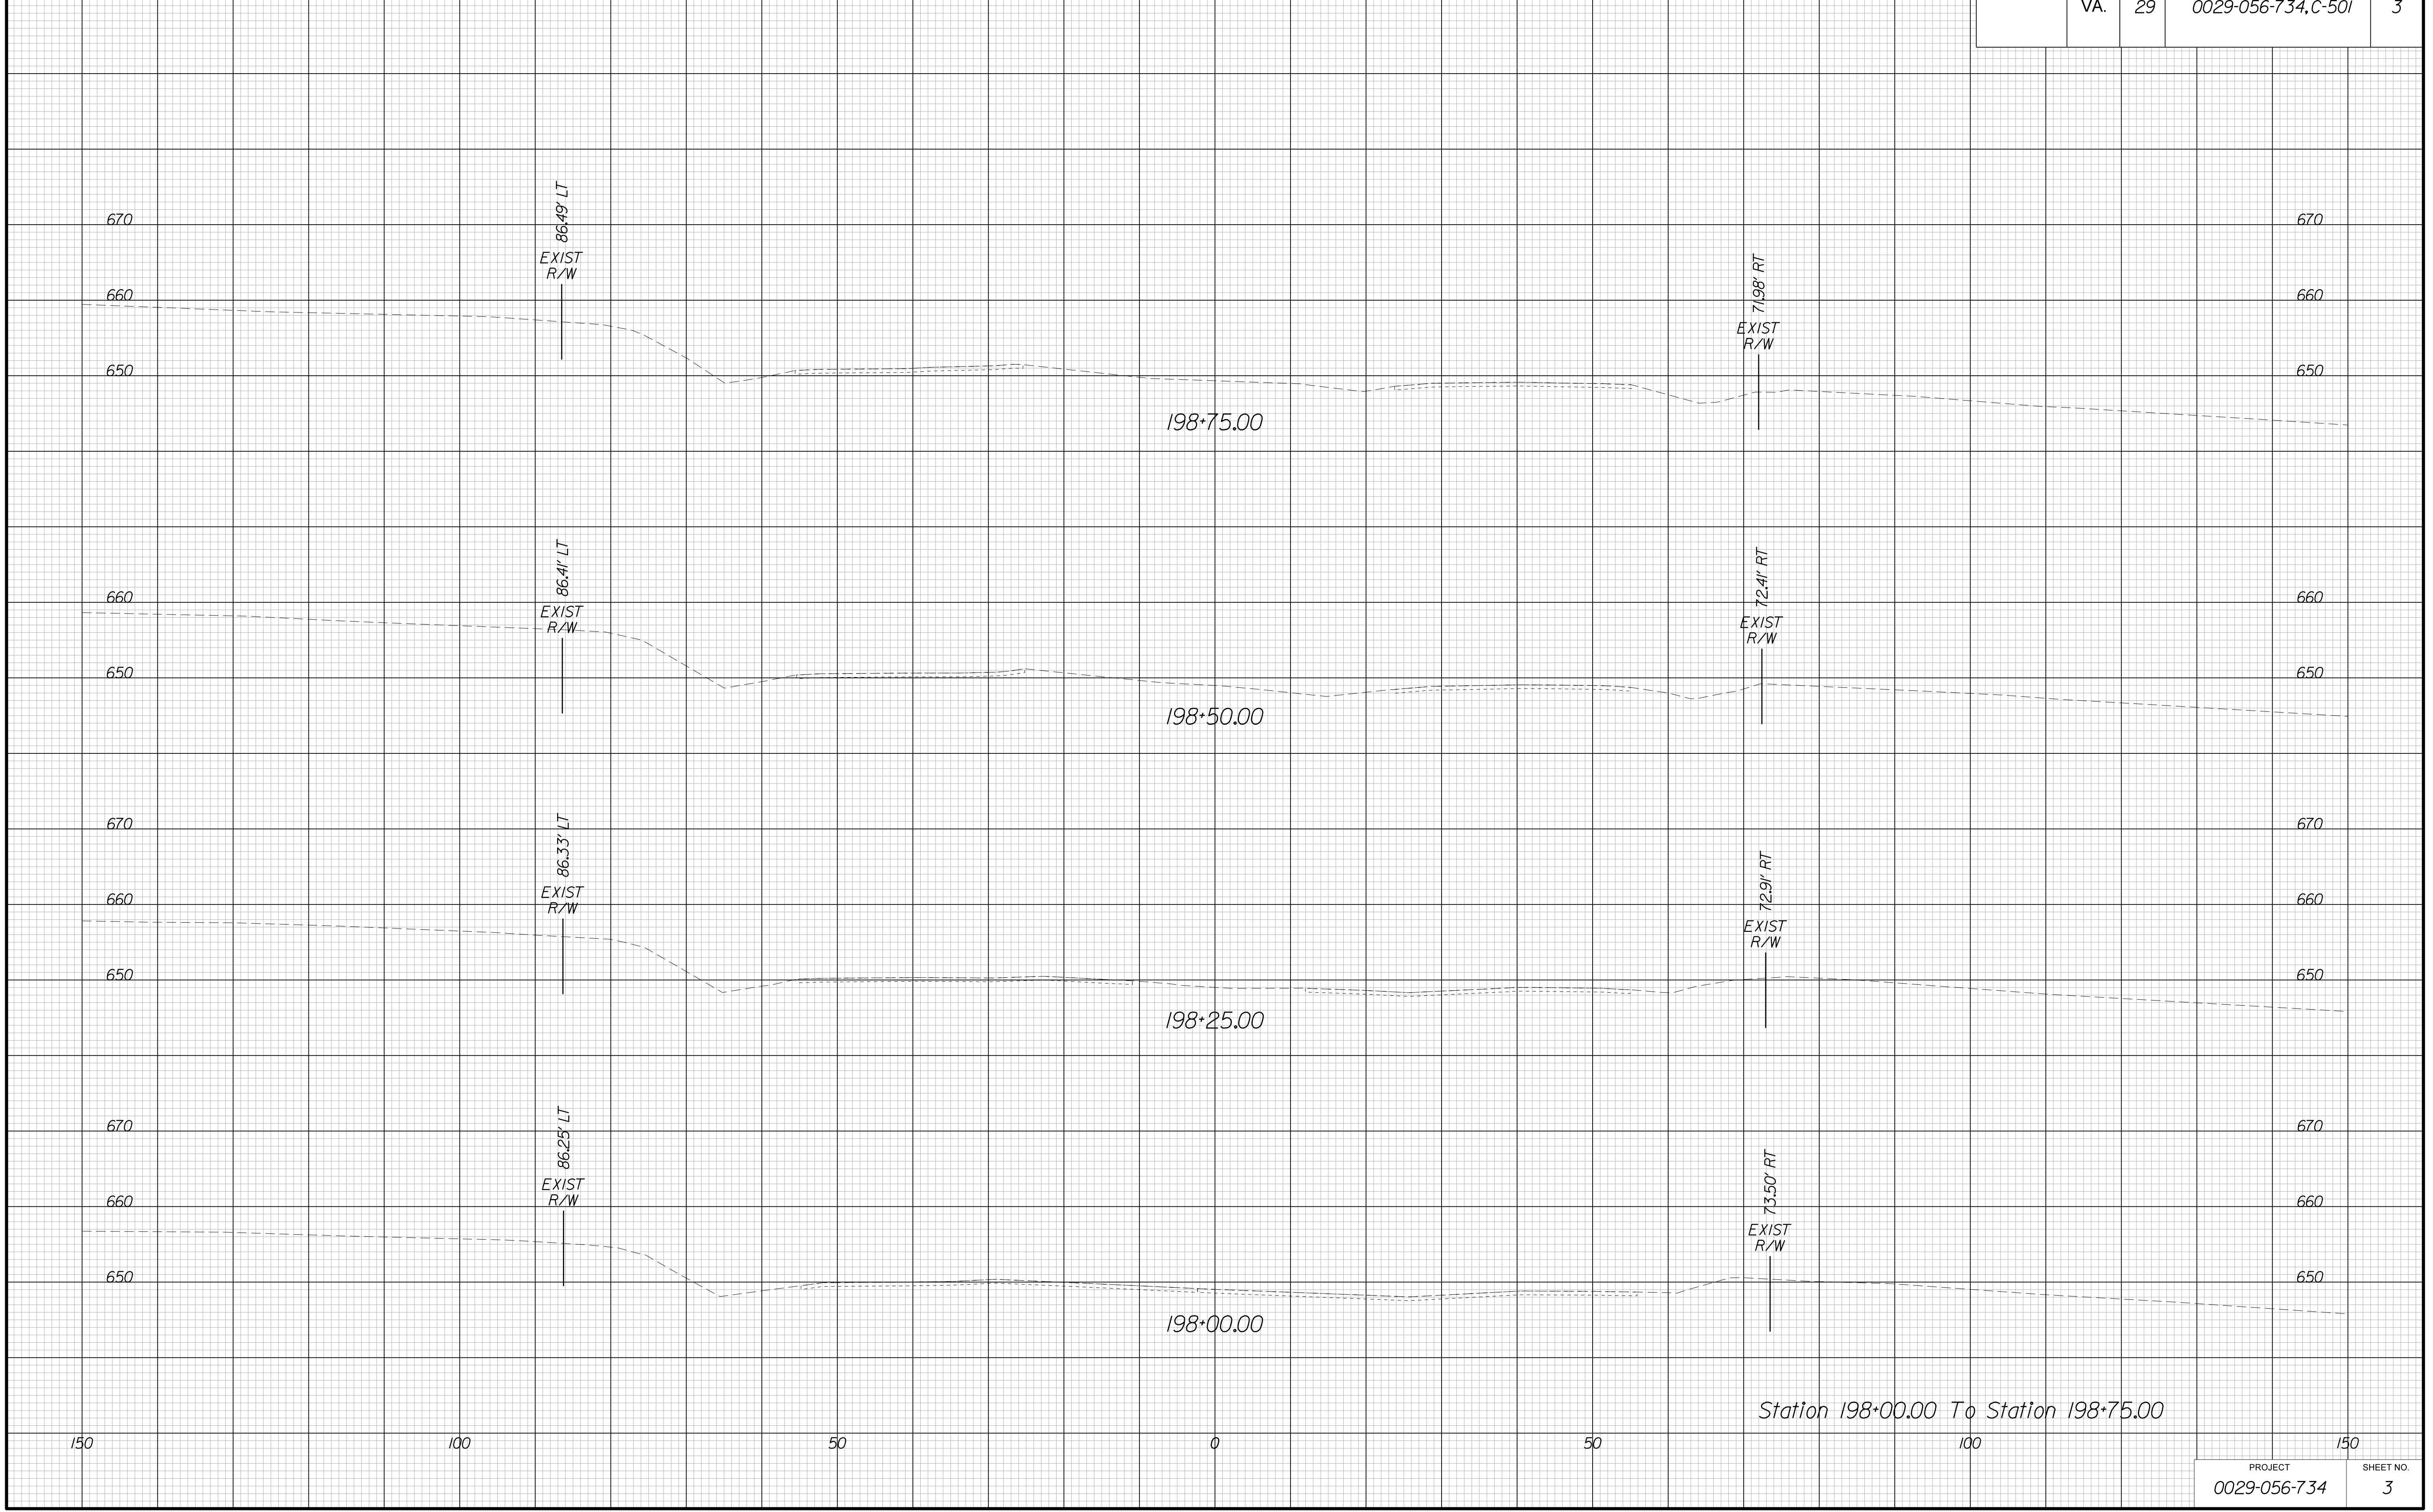 VA. 29 0029-056-734, C-501 3
86.49' LT
670 670
EXIST
R/W
71.98' RT
660 660
EXIST
R/W
650 650
198+75.00
86.41' LT
72.41' RT
660 660
EXIST
R/W
EXIST
R/W
650 650
198+50.00
670 670
86.33' LT
72.91' RT
EXIST
R/W
660 660
EXIST
R/W
650 650
198+25.00
86.25' LT
670 670
73.50' RT
EXIST
R/W
660 660
EXIST
R/W
650 650
198+00.00
Station 198+00.00 To Station 198+75.00
150 100 50 0 50 100 150
PROJECT SHEET NO.
0029-056-734 3